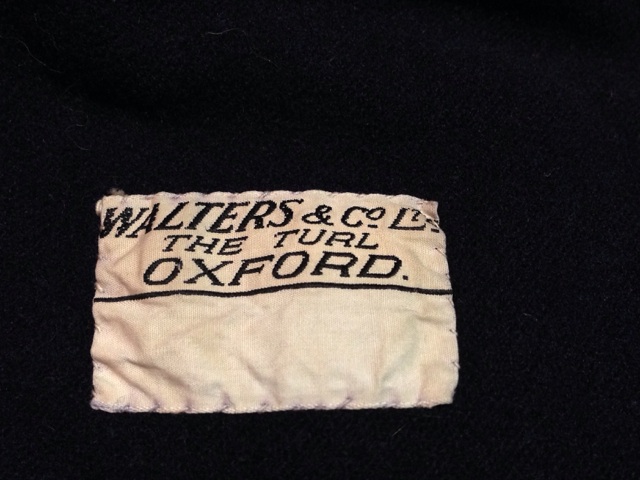 WALTERS & Co LTD
THE TURL
OXFORD.